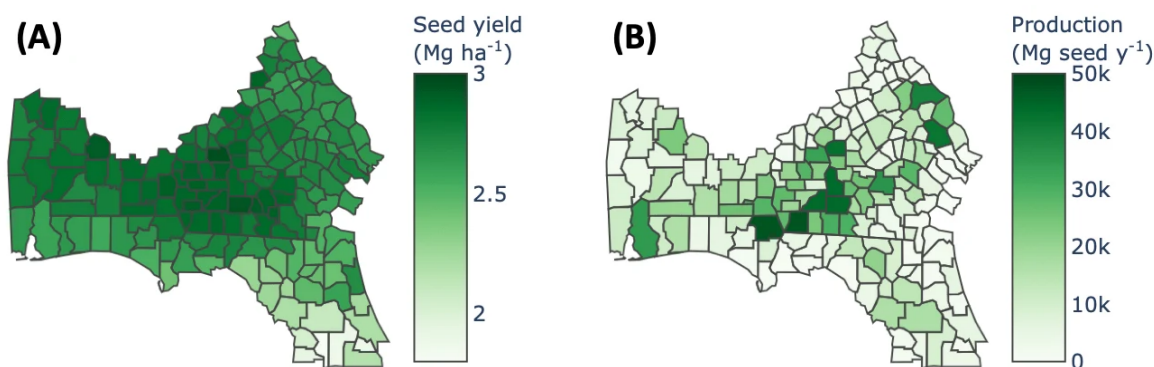 (A)
Seed yield
(Mg ha-1)
3
2.5
2
(B)
Production
(Mg seed y-1)
50k
40k
30k
20k
10k
0